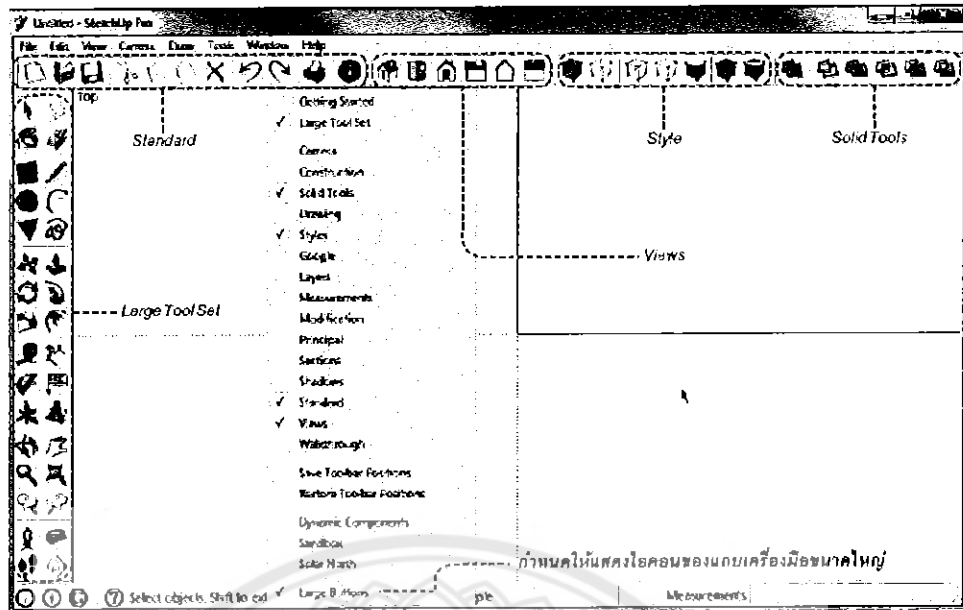 Untitled - SketchUp Pro
File Edit View Camera Draw Tools Window Help
Top
Getting Started
Standard
Large Tool Set
Style
Solid Tools
Camera
Construction
Solid Tools
Drawing
Styles
Google
Views
Layers
Measurements
Large Tool Set
Modification
Principal
Sections
Shadows
Standard
Views
Walkthrough
Save Toolbar Positions
Restore Toolbar Positions
Dynamic Components
Sandbox
Solar North
กำหนดให้แสดงไอคอนของแถบเครื่องมือขนาดใหญ่
Select objects. Shift to ext
Large Buttons
ple
Measurements